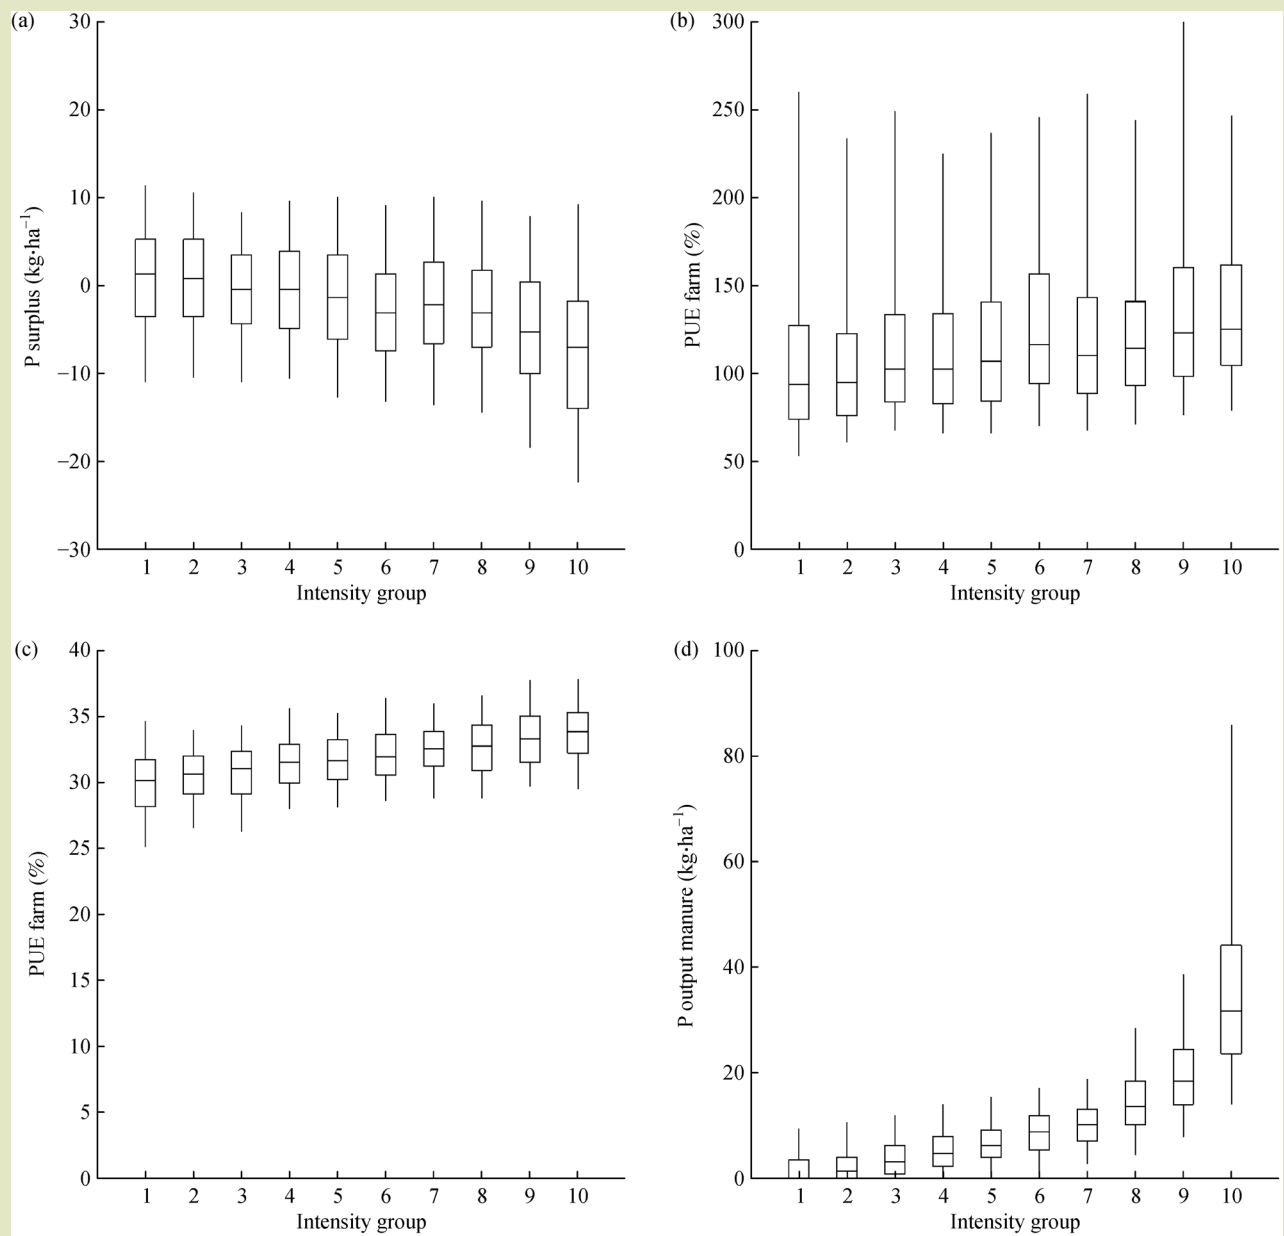 (a)
30
20
10
0
−10
−20
−30
P surplus (kg·ha⁻¹)
1 2 3 4 5 6 7 8 9 10
Intensity group
(b)
300
250
200
150
100
50
0
PUE farm (%)
1 2 3 4 5 6 7 8 9 10
Intensity group
(c)
40
35
30
25
20
15
10
5
0
PUE farm (%)
1 2 3 4 5 6 7 8 9 10
Intensity group
(d)
100
80
60
40
20
0
P output manure (kg·ha⁻¹)
1 2 3 4 5 6 7 8 9 10
Intensity group